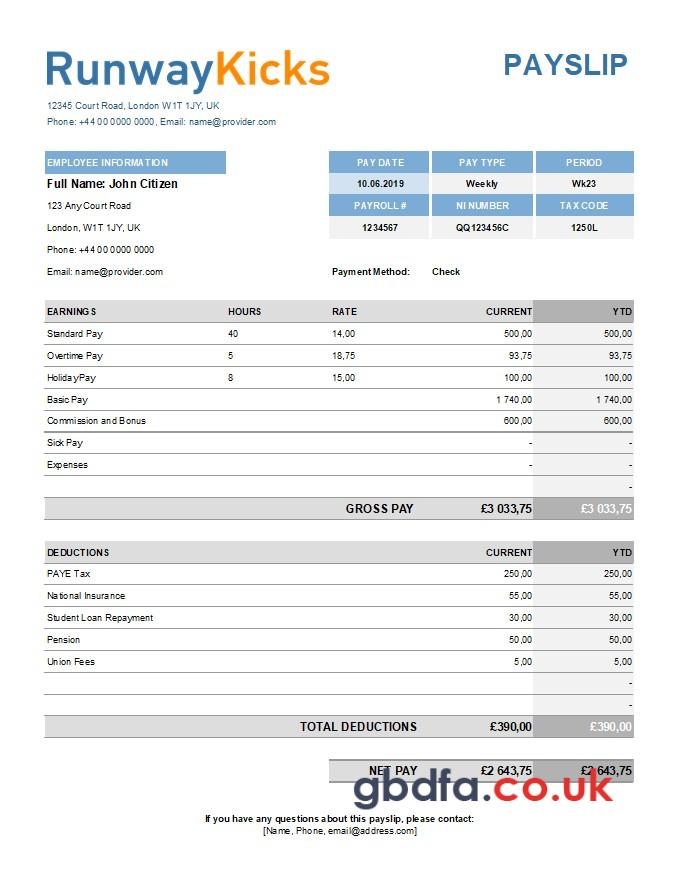 RunwayKicks
PAYSLIP
12345 Court Road, London W1T 1JY, UK
Phone: +44 00 0000 0000, Email: name@provider.com
EMPLOYEE INFORMATION PAY DATE PAY TYPE PERIOD
Full Name: John Citizen 10.06.2019 Weekly Wk23
123 Any Court Road PAYROLL # NI NUMBER TAX CODE
London, W1T 1JY, UK 1234567 QQ123456C 1250L
Phone: +44 00 0000 0000
Email: name@provider.com Payment Method: Check
EARNINGS HOURS RATE CURRENT YTD
Standard Pay 40 14,00 500,00 500,00
Overtime Pay 5 18,75 93,75 93,75
Holiday Pay 8 15,00 100,00 100,00
Basic Pay 1 740,00 1 740,00
Commission and Bonus 600,00 600,00
Sick Pay - -
Expenses - -
-
GROSS PAY £3 033,75 £3 033,75
DEDUCTIONS CURRENT YTD
PAYE Tax 250,00 250,00
National Insurance 55,00 55,00
Student Loan Repayment 30,00 30,00
Pension 50,00 50,00
Union Fees 5,00 5,00
-
-
TOTAL DEDUCTIONS £390,00 £390,00
NET PAY £2 643,75 £2 643,75
gbdfa.co.uk
If you have any questions about this payslip, please contact:
[Name, Phone, email@address.com]